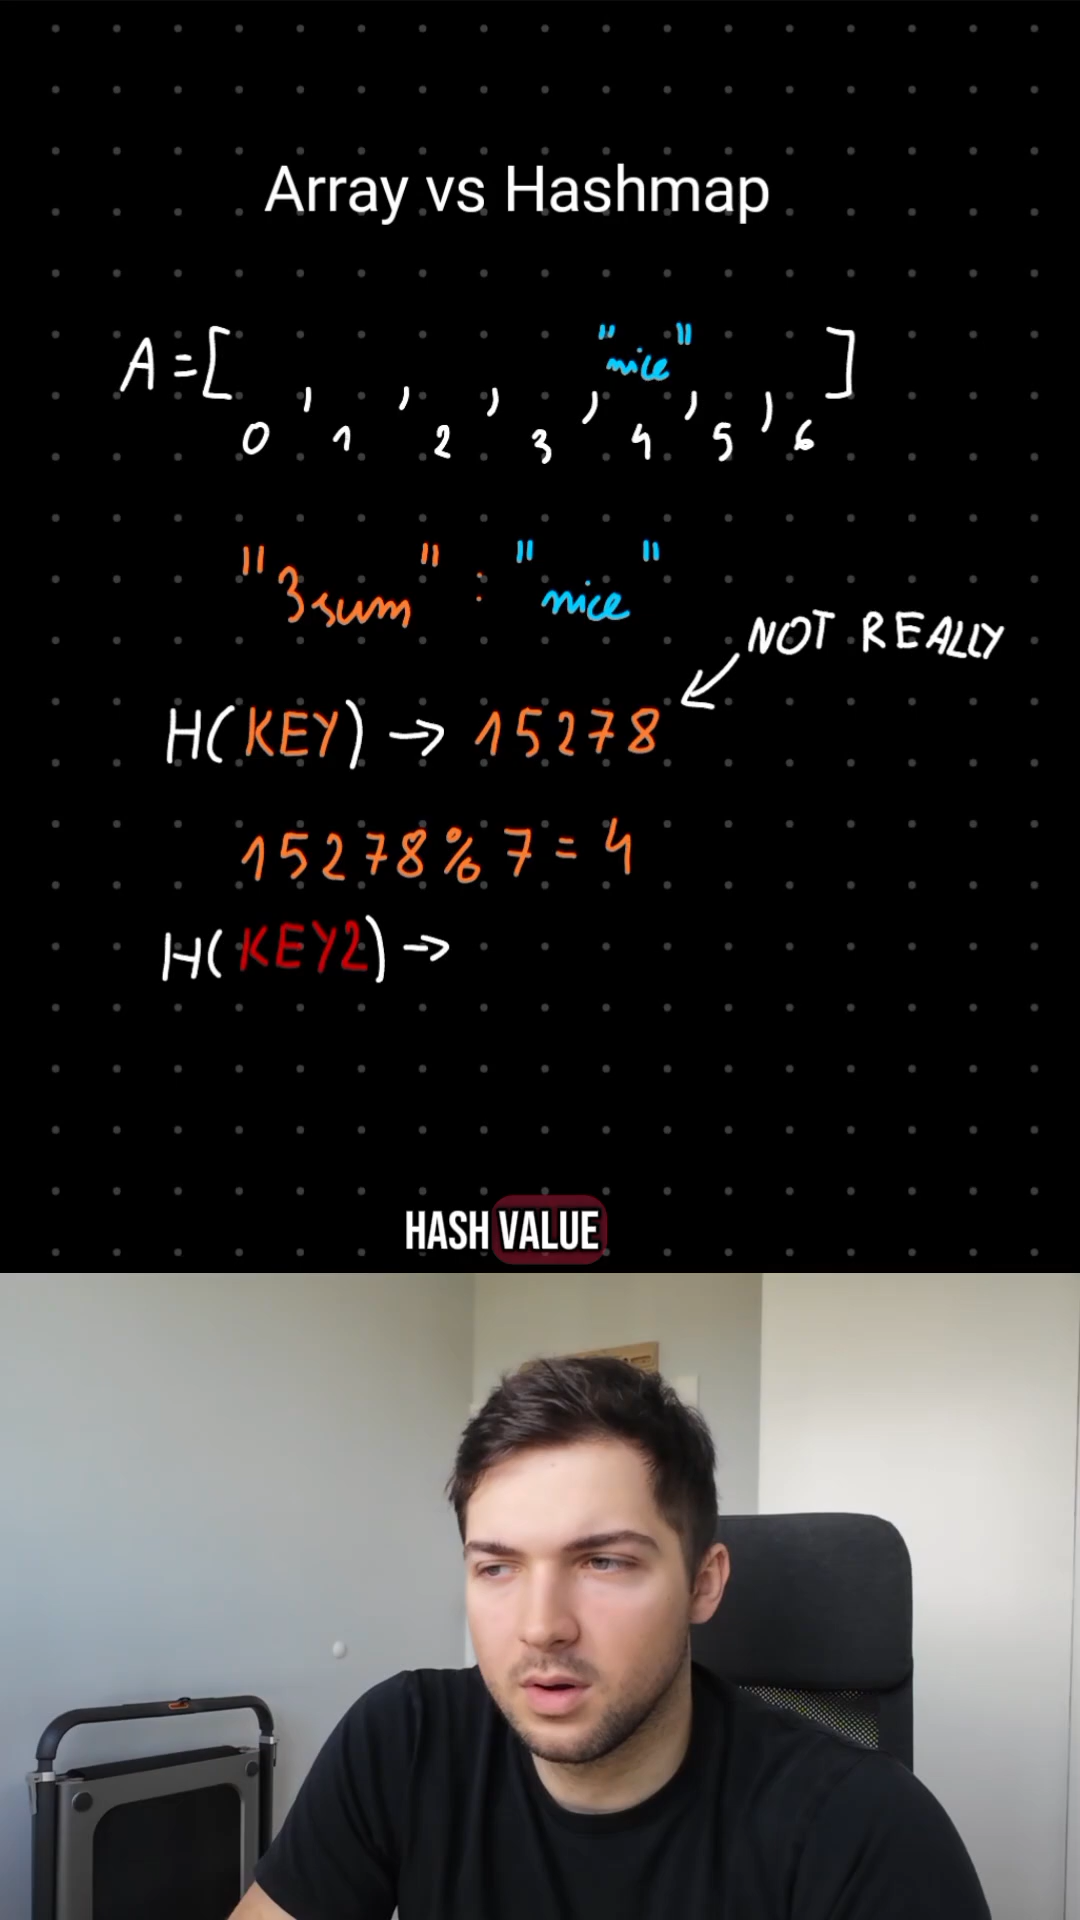 Array vs Hashmap
A = [ , , , , "nice" , , ]
0 1 2 3 4 5 6
"3sum" : "nice"
NOT REALLY
H(KEY) → 15278
15278 % 7 = 4
H(KEY2) →
HASH VALUE